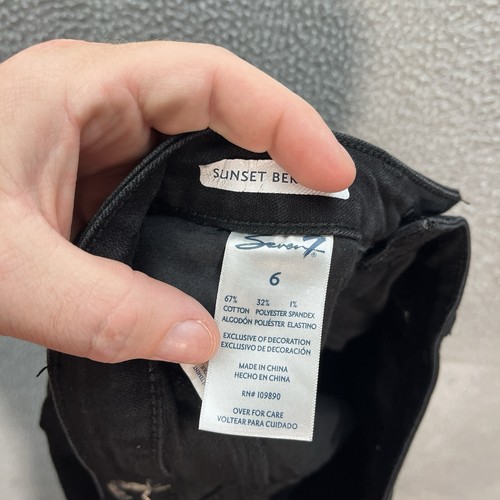 SUNSET BER
Seven7®
6
67% 32% 1%
COTTON POLYESTER SPANDEX
ALGODÓN POLIÉSTER ELASTINO
EXCLUSIVE OF DECORATION
EXCLUSIVO DE DECORACIÓN
MADE IN CHINA
HECHO EN CHINA
RN# 109890
OVER FOR CARE
VOLTEAR PARA CUIDADO